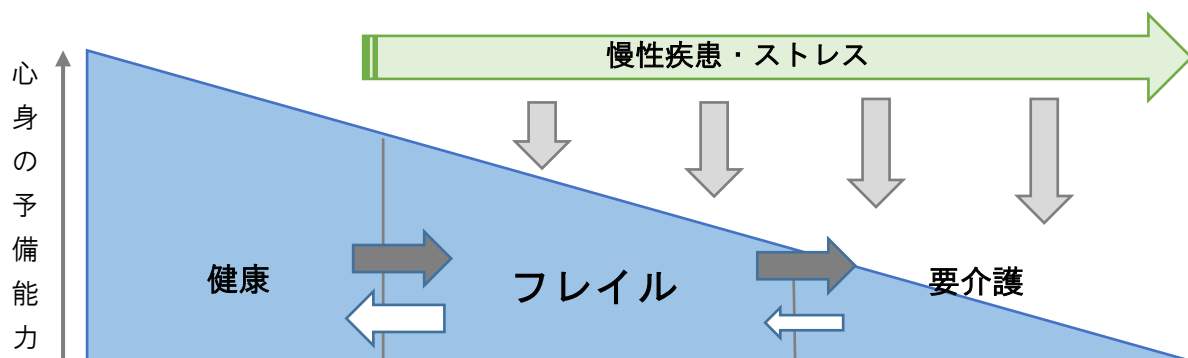 慢性疾患・ストレス
心身の予備能力
健康
フレイル
要介護